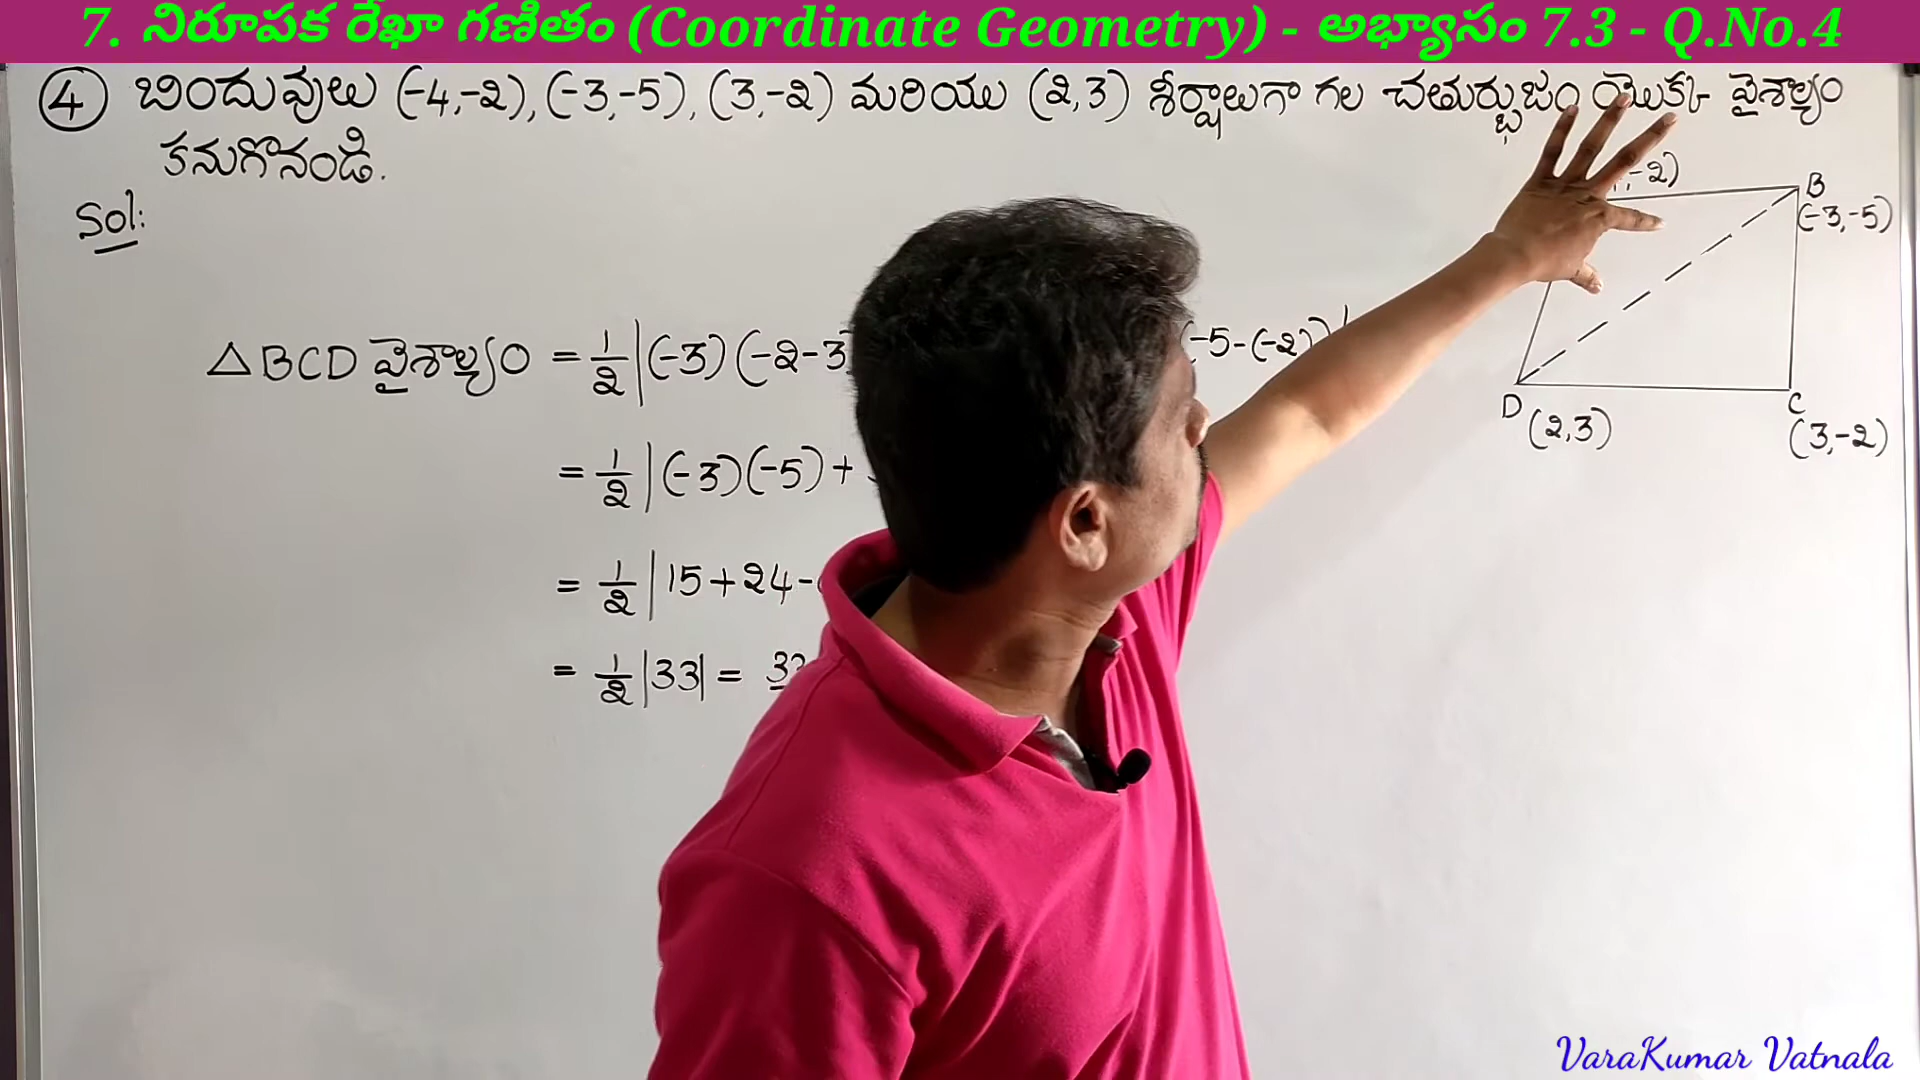 7. నిరూపక రేఖా గణితం (Coordinate Geometry) - అభ్యాసం 7.3 - Q.No.4
④ బిందువులు (-4,-2), (-3,-5), (3,-2) మరియు (2,3) శీర్షాలుగా గల చతుర్భుజం యొక్క వైశాల్యం
కనుగొనండి.
Sol:
-2)
B
(-3,-5)
△BCD వైశాల్యం = 1/2 |(-3)(-2-3) -5-(-2)
D (2,3)
C
(3,-2)
= 1/2 |(-3)(-5)+
= 1/2 |15+24-
= 1/2 |33| = 33
VaraKumar Vatnala